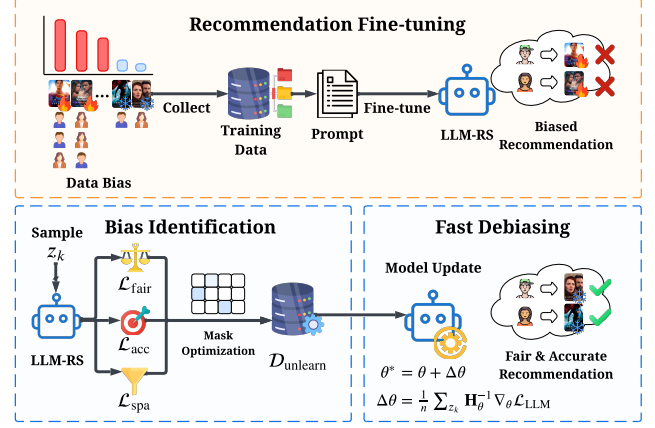 Recommendation Fine-tuning
Collect
Fine-tune
Training
Data
Prompt
LLM-RS
Biased
Recommendation
Data Bias
Bias Identification
Sample
z_k
LLM-RS
ℒ_fair
ℒ_acc
ℒ_spa
Mask
Optimization
𝒟_unlearn
Fast Debiasing
Model Update
Fair & Accurate
Recommendation
θ* = θ + Δθ
Δθ = 1/n ∑_{z_k} H_θ^{-1} ∇_θ ℒ_LLM